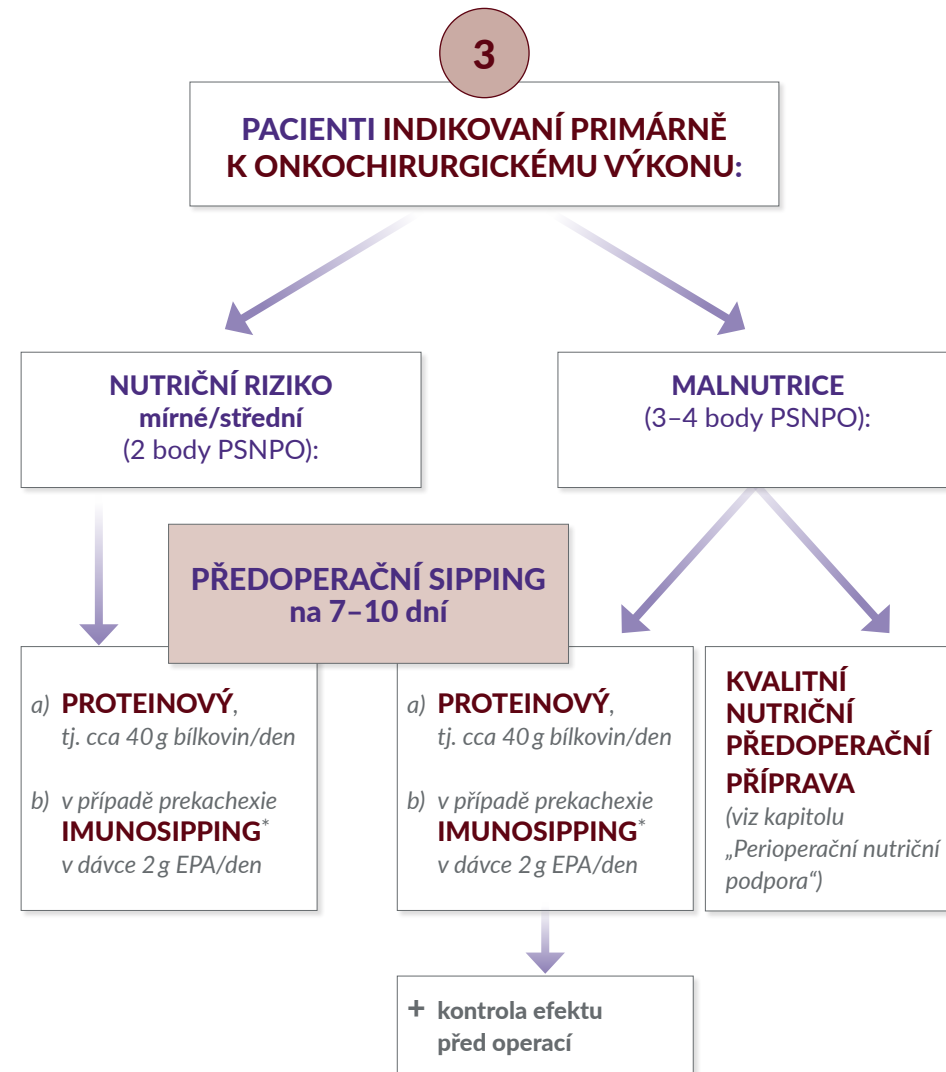 3
PACIENTI INDIKOVANÍ PRIMÁRNĚ
K ONKOCHIRURGICKÉMU VÝKONU:
NUTRIČNÍ RIZIKO
mírné/střední
(2 body PSNPO):
MALNUTRICE
(3–4 body PSNPO):
PŘEDOPERAČNÍ SIPPING
na 7–10 dní
a) PROTEINOVÝ,
tj. cca 40 g bílkovin/den
b) v případě prekachexie
IMUNOSIPPING*
v dávce 2 g EPA/den
a) PROTEINOVÝ,
tj. cca 40 g bílkovin/den
b) v případě prekachexie
IMUNOSIPPING*
v dávce 2 g EPA/den
KVALITNÍ
NUTRIČNÍ
PŘEDOPERAČNÍ
PŘÍPRAVA
(viz kapitolu
„Perioperační nutriční
podpora“)
+ kontrola efektu
před operací